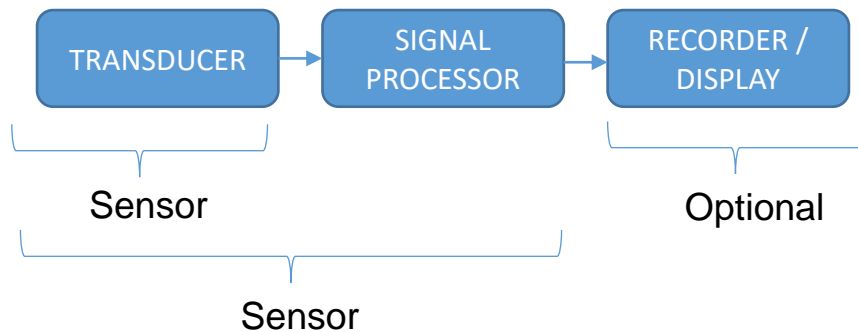 TRANSDUCER
SIGNAL
PROCESSOR
RECORDER /
DISPLAY
Sensor
Optional
Sensor